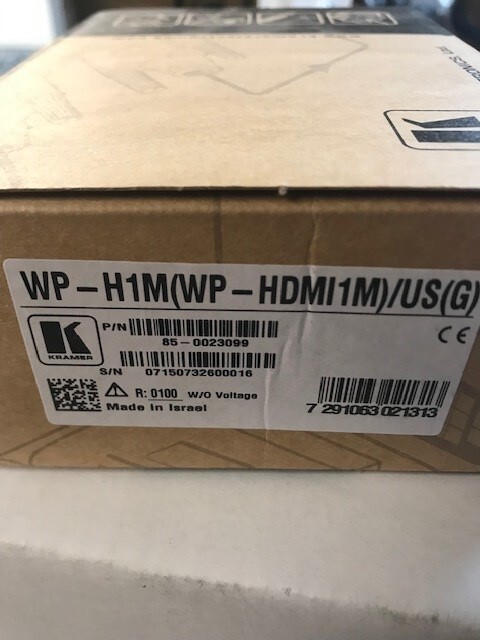 WP-H1M(WP-HDMI1M)/US(G)
KRAMER
P/N
85-0023099
CE
S/N 07150732600016
R: 0100 W/O Voltage
Made in Israel
7 291063 021313